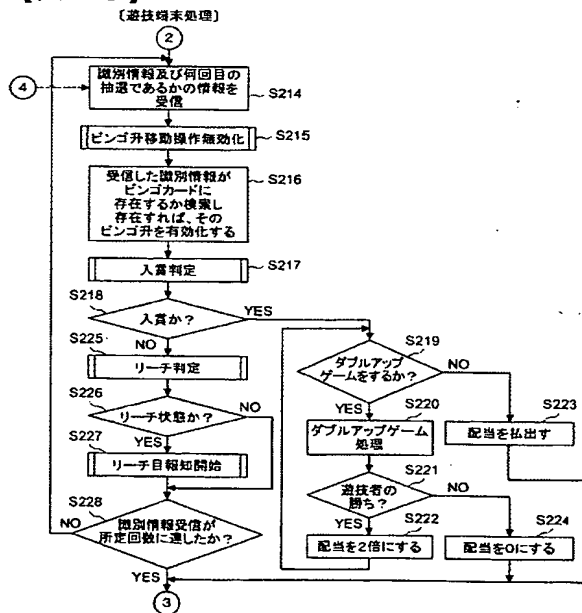 〔遊技端末処理〕
2
4
識別情報及び何回目の
抽選であるかの情報を
受信
S214
ビンゴ升移動操作無効化
S215
受信した識別情報が
ビンゴカードに
存在するか検索し
存在すれば、その
ビンゴ升を有効化する
S216
入賞判定
S217
S218
入賞か?
YES
NO
S225
リーチ判定
S226
リーチ状態か?
NO
YES
S227
リーチ目報知開始
S228
識別情報受信が
所定回数に達したか?
NO
YES
3
S219
ダブルアップ
ゲームをするか?
NO
YES
S220
ダブルアップゲーム
処理
S223
配当を払出す
S221
遊技者の
勝ち?
NO
YES
S222
配当を2倍にする
S224
配当を0にする